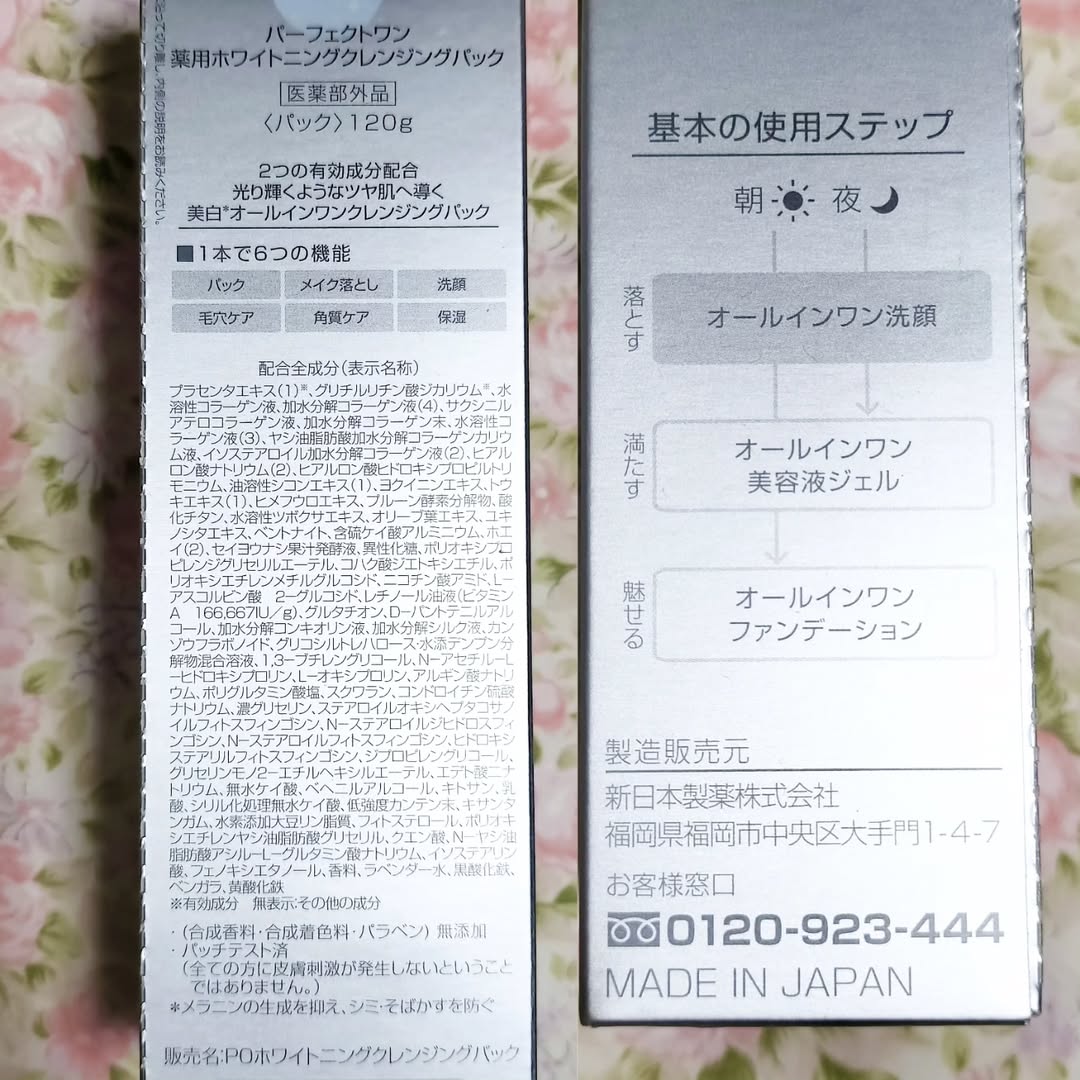 パーフェクトワン
薬用ホワイトニングクレンジングパック
医薬部外品
〈パック〉120g
2つの有効成分配合
光り輝くようなツヤ肌へ導く
美白*オールインワンクレンジングパック
■1本で6つの機能
パック メイク落とし 洗顔
毛穴ケア 角質ケア 保湿
配合全成分(表示名称)
プラセンタエキス(1)※、グリチルリチン酸ジカリウム※、水
溶性コラーゲン液、加水分解コラーゲン液(4)、サクシニル
アテロコラーゲン液、加水分解コラーゲン末、水溶性コ
ラーゲン液(3)、ヤシ油脂肪酸加水分解コラーゲンカリウ
ム液、イソステアロイル加水分解コラーゲン液(2)、ヒアル
ロン酸ナトリウム(2)、ヒアルロン酸ヒドロキシプロピルトリ
モニウム、油溶性シコンエキス(1)、ヨクイニンエキス、トウ
キエキス(1)、ヒメフウロエキス、プルーン酵素分解物、酸
化チタン、水溶性ツボクサエキス、オリーブ葉エキス、ユキ
ノシタエキス、ベントナイト、含硫ケイ酸アルミニウム、ホエ
イ(2)、セイヨウナシ果汁発酵液、異性化糖、ポリオキシプロ
ピレンジグリセリルエーテル、コハク酸ジエトキシエチル、ポ
リオキシエチレンメチルグルコシド、ニコチン酸アミド、L-
アスコルビン酸 2-グルコシド、レチノール油液(ビタミン
A 166,667IU/g)、グルタチオン、D-パントテニルアル
コール、加水分解コンキオリン液、加水分解シルク液、カン
ゾウフラボノイド、グリコシルトレハロース・水添デンプン分
解物混合溶液、1,3-ブチレングリコール、N-アセチル-L
-ヒドロキシプロリン、L-オキシプロリン、アルギン酸ナトリ
ウム、ポリグルタミン酸塩、スクワラン、コンドロイチン硫酸
ナトリウム、濃グリセリン、ステアロイルオキシヘプタコサノ
イルフィトスフィンゴシン、N-ステアロイルジヒドロスフィ
ンゴシン、N-ステアロイルフィトスフィンゴシン、ヒドロキシ
ステアリルフィトスフィンゴシン、ジプロピレングリコール、
グリセリンモノ2-エチルヘキシルエーテル、エデト酸二ナ
トリウム、無水ケイ酸、ベヘニルアルコール、キトサン、乳
酸、シリル化処理無水ケイ酸、低強度カンテン末、キサンタ
ンガム、水素添加大豆リン脂質、フィトステロール、ポリオキ
シエチレンヤシ油脂肪酸グリセリル、クエン酸、N-ヤシ油
脂肪酸アシル-L-グルタミン酸ナトリウム、イソステアリン
酸、フェノキシエタノール、香料、ラベンダー水、黒酸化鉄、
ベンガラ、黄酸化鉄
※有効成分 無表示:その他の成分
・(合成香料・合成着色料・パラベン) 無添加
・パッチテスト済
(全ての方に皮膚刺激が発生しないということ
ではありません。)
*メラニンの生成を抑え、シミ・そばかすを防ぐ
販売名:POホワイトニングクレンジングパック
基本の使用ステップ
朝 夜
落とす
オールインワン洗顔
満たす
オールインワン
美容液ジェル
魅せる
オールインワン
ファンデーション
製造販売元
新日本製薬株式会社
福岡県福岡市中央区大手門1-4-7
お客様窓口
0120-923-444
MADE IN JAPAN